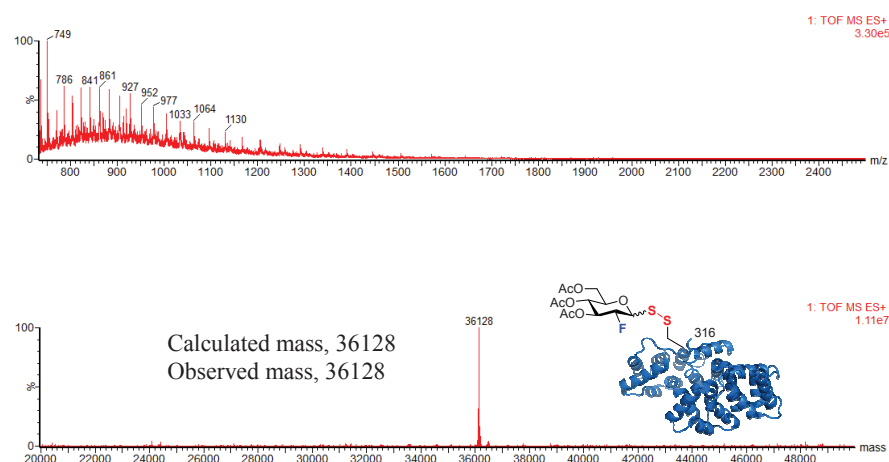 1: TOF MS ES+
3.30e5
100
%
0
749
786
841
861
927
952
977
1033
1064
1130
800 900 1000 1100 1200 1300 1400 1500 1600 1700 1800 1900 2000 2100 2200 2300 2400
m/z
1: TOF MS ES+
1.11e7
100
%
0
36128
Calculated mass, 36128
Observed mass, 36128
AcO
AcO
AcO
O
F
S
S
316
20000 22000 24000 26000 28000 30000 32000 34000 36000 38000 40000 42000 44000 46000 48000
mass